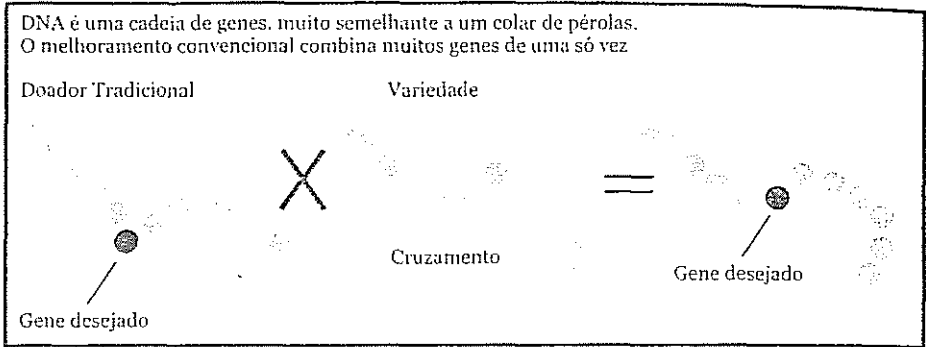 DNA é uma cadeia de genes, muito semelhante a um colar de pérolas.
O melhoramento convencional combina muitos genes de uma só vez
Doador Tradicional
Variedade
X
=
Cruzamento
Gene desejado
Gene desejado